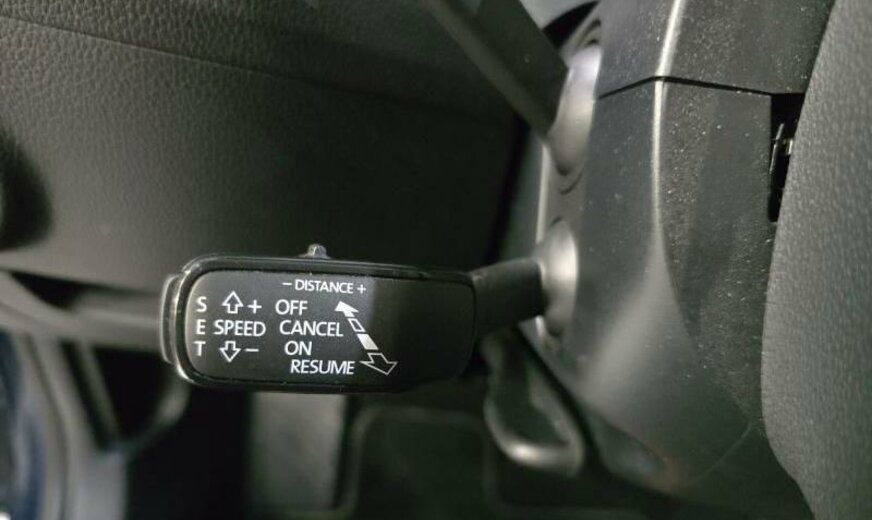 – DISTANCE +
S + OFF
E SPEED CANCEL
T – ON
RESUME